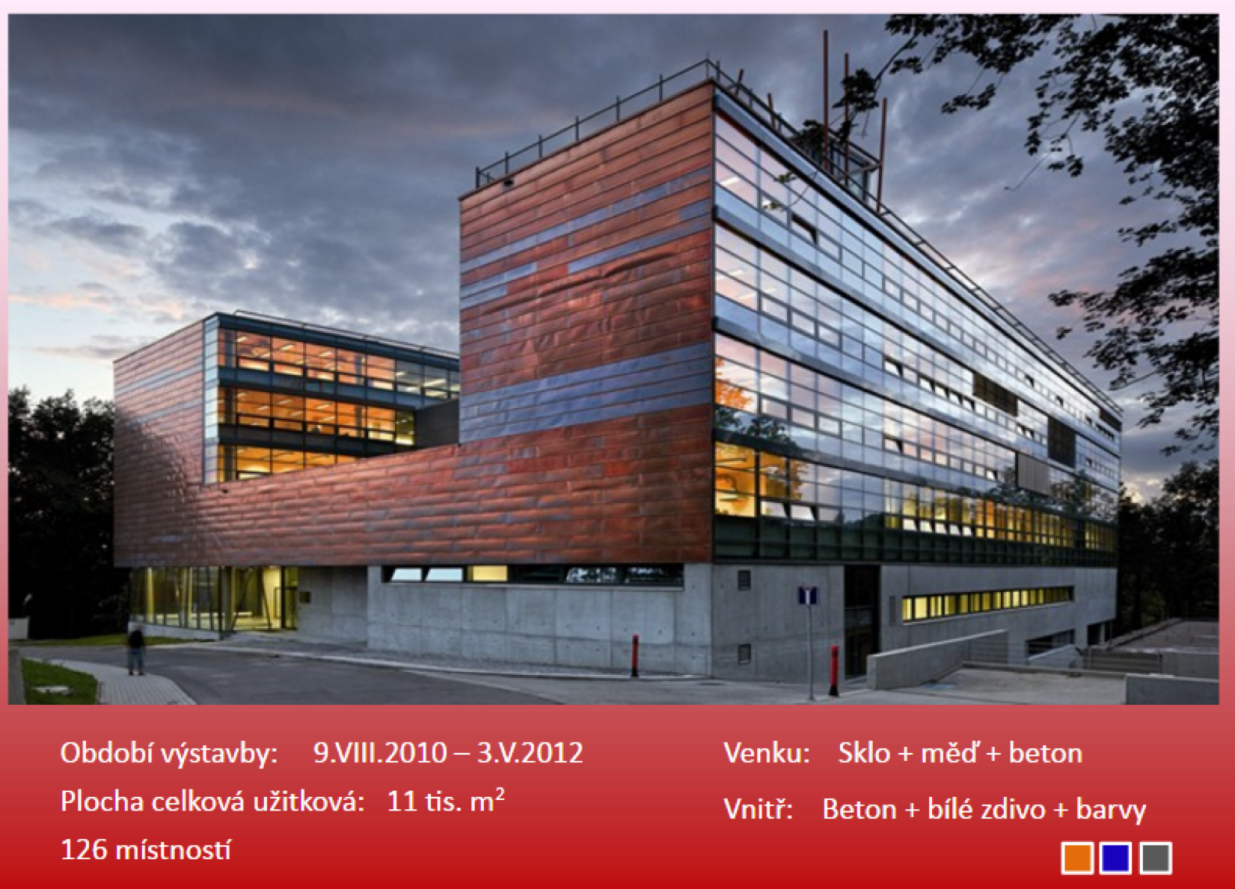 Období výstavby: 9.VIII.2010 – 3.V.2012
Plocha celková užitková: 11 tis. m²
126 místností
Venku: Sklo + měď + beton
Vnitř: Beton + bílé zdivo + barvy